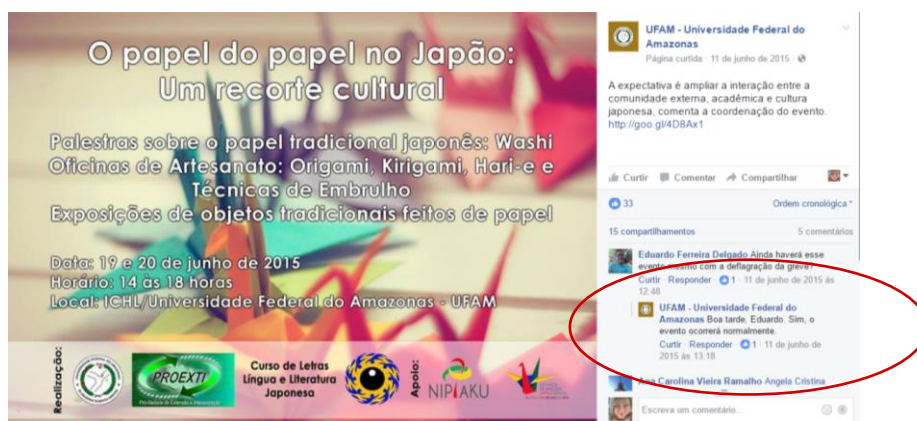 O papel do papel no Japão:
Um recorte cultural
Palestras sobre o papel tradicional japonês: Washi
Oficinas de Artesanato: Origami, Kirigami, Hari-e e
Técnicas de Embrulho
Exposições de objetos tradicionais feitos de papel
Data: 19 e 20 de junho de 2015
Horário: 14 às 18 horas
Local: ICHL/Universidade Federal do Amazonas - UFAM
Realização:
PROEXTI
Curso de Letras
Língua e Literatura
Japonesa
Apoio:
NIPIAKU
UFAM - Universidade Federal do
Amazonas
Página curtida · 11 de junho de 2015 ·
A expectativa é ampliar a interação entre a
comunidade externa, acadêmica e cultura
japonesa, comenta a coordenação do evento.
http://goo.gl/4D8Ax1
Curtir Comentar Compartilhar
33 Ordem cronológica
15 compartilhamentos 5 comentários
Eduardo Ferreira Delgado Ainda haverá esse
evento mesmo com a deflagração da greve?
Curtir · Responder · 1 · 11 de junho de 2015 às
12:48
UFAM - Universidade Federal do
Amazonas Boa tarde, Eduardo. Sim, o
evento ocorrerá normalmente.
Curtir · Responder · 1 · 11 de junho de
2015 às 13:18
Ana Carolina Vieira Ramalho Angela Cristina
Escreva um comentário...